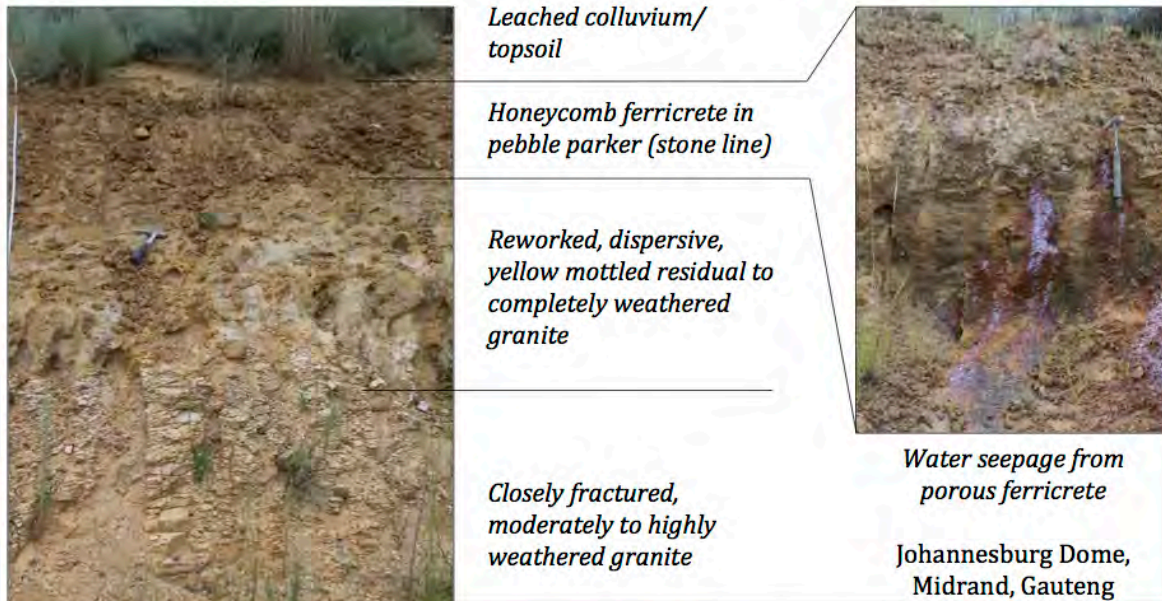 Leached colluvium/
topsoil
Honeycomb ferricrete in
pebble parker (stone line)
Reworked, dispersive,
yellow mottled residual to
completely weathered
granite
Closely fractured,
moderately to highly
weathered granite
Water seepage from
porous ferricrete
Johannesburg Dome,
Midrand, Gauteng